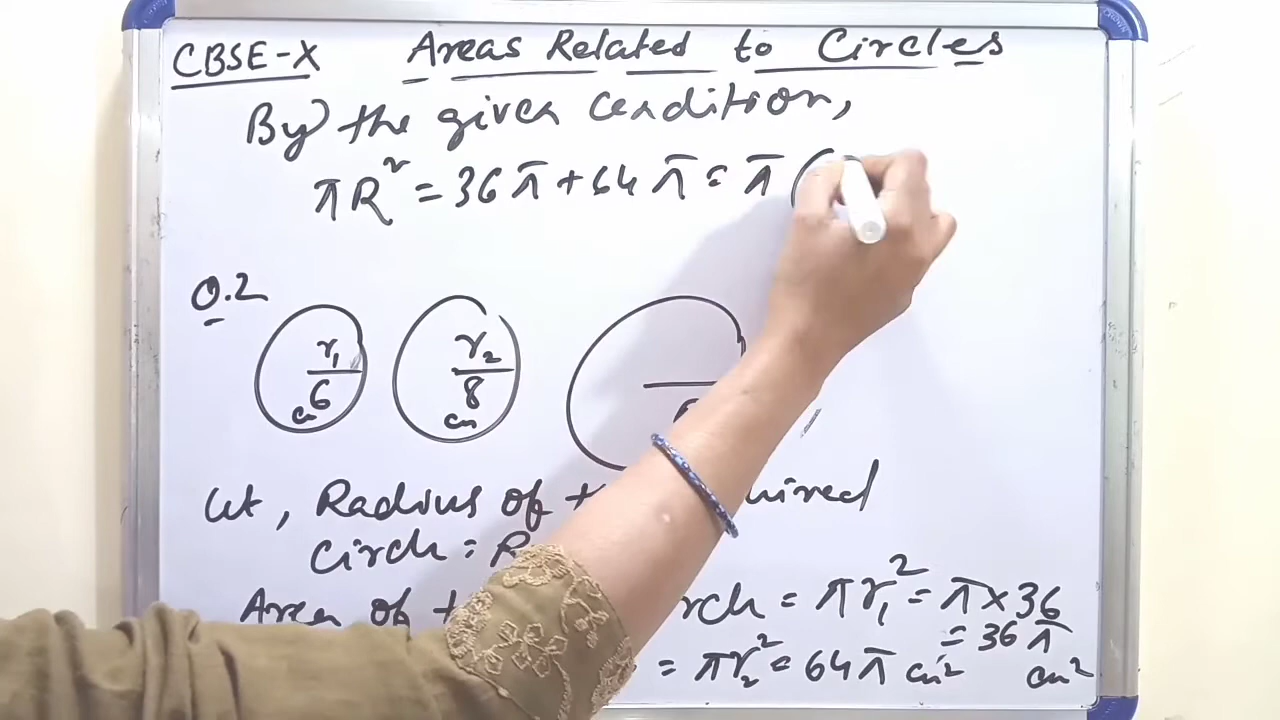 CBSE-X Areas Related to Circles
By the given condition,
πR² = 36π + 64π = π (
Q.2
r₁
6
cm
r₂
8
cm
Let, Radius of
Circle = R
Area of = πr₁² = π×36
= 36π
cm²
= πr₂² = 64π cm²